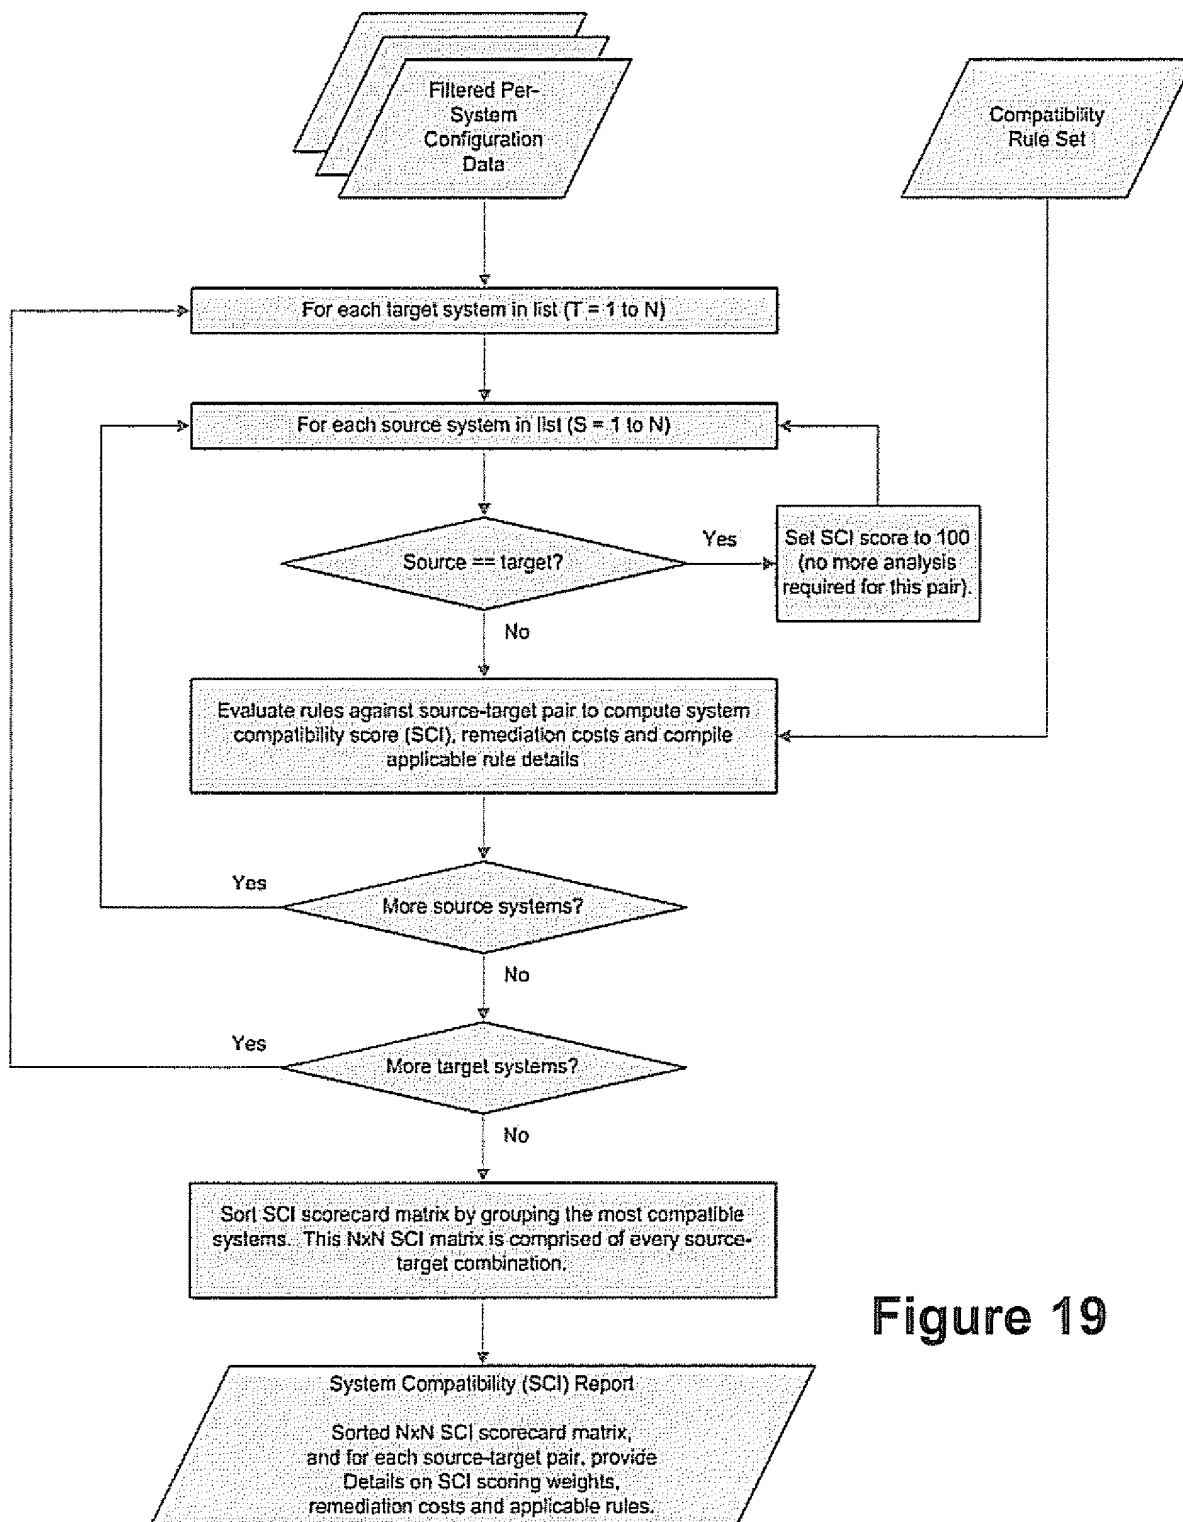 Filtered Per-
System
Configuration
Data
Compatibility
Rule Set
For each target system in list (T = 1 to N)
For each source system in list (S = 1 to N)
Source == target?
Yes
Set SCI score to 100
(no more analysis
required for this pair).
No
Evaluate rules against source-target pair to compute system
compatibility score (SCI), remediation costs and compile
applicable rule details
Yes
More source systems?
No
Yes
More target systems?
No
Sort SCI scorecard matrix by grouping the most compatible
systems. This NxN SCI matrix is comprised of every source-
target combination.
Figure 19
System Compatibility (SCI) Report
Sorted NxN SCI scorecard matrix,
and for each source-target pair, provide
Details on SCI scoring weights,
remediation costs and applicable rules.